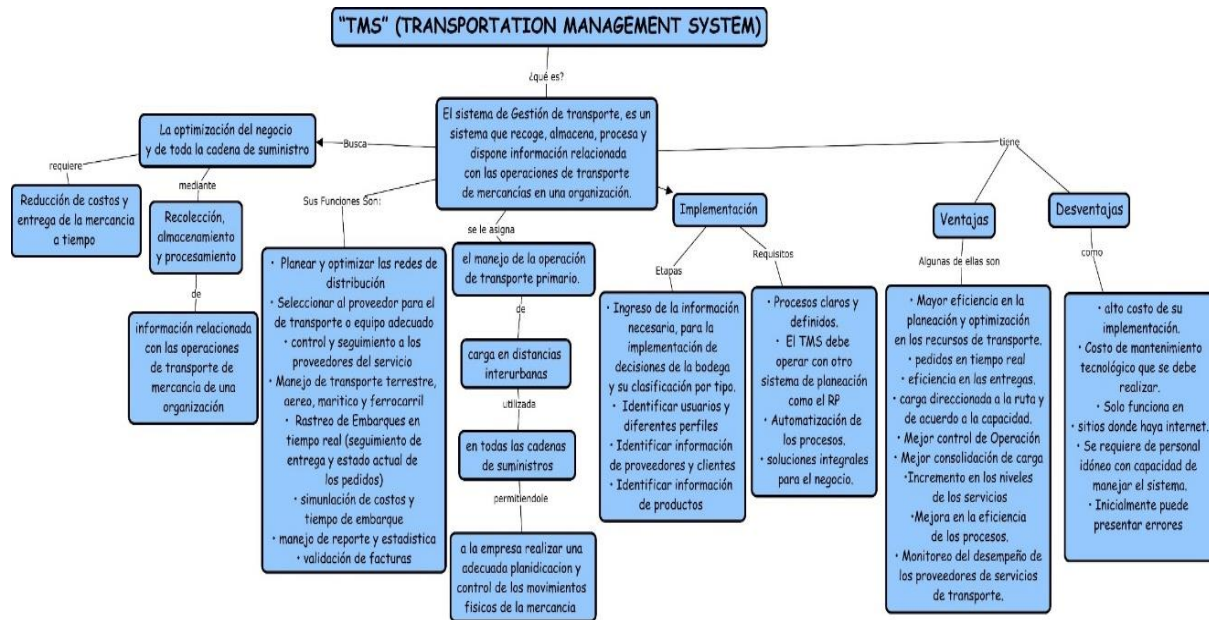 “TMS” (TRANSPORTATION MANAGEMENT SYSTEM)
¿qué es?
El sistema de Gestión de transporte, es un
sistema que recoge, almacena, procesa y
dispone información relacionada
con las operaciones de transporte
de mercancías en una organización.
Busca
La optimización del negocio
y de toda la cadena de suministro
requiere
Reducción de costos y
entrega de la mercancia
a tiempo
mediante
Recolección,
almacenamiento
y procesamiento
de
información relacionada
con las operaciones
de transporte de
mercancia de una
organización
Sus Funciones Son:
• Planear y optimizar las redes de
distribución
• Seleccionar al proveedor para el
de transporte o equipo adecuado
• control y seguimiento a los
proveedores del servicio
• Manejo de transporte terrestre,
aereo, maritico y ferrocarril
• Rastreo de Embarques en
tiempo real (seguimiento de
entrega y estado actual de
los pedidos)
• simunlación de costos y
tiempo de embarque
• manejo de reporte y estadistica
• validación de facturas
se le asigna
el manejo de la operación
de transporte primario.
de
carga en distancias
interurbanas
utilizada
en todas las cadenas
de suministros
permitiendole
a la empresa realizar una
adecuada planidicacion y
control de los movimientos
fisicos de la mercancia
Implementación
Etapas
• Ingreso de la información
necesaria, para la
implementación de
decisiones de la bodega
y su clasificación por tipo.
• Identificar usuarios y
diferentes perfiles
• Identificar información
de proveedores y clientes
• Identificar información
de productos
Requisitos
• Procesos claros y
definidos.
• El TMS debe
operar con otro
sistema de planeación
como el RP
• Automatización de
los procesos.
• soluciones integrales
para el negocio.
tiene
Ventajas
Algunas de ellas son
• Mayor eficiencia en la
planeación y optimización
en los recursos de transporte.
• pedidos en tiempo real
• eficiencia en las entregas.
• carga direccionada a la ruta y
de acuerdo a la capacidad.
• Mejor control de Operación
• Mejor consolidación de carga
•Incremento en los niveles
de los servicios
•Mejora en la eficiencia
de los procesos.
• Monitoreo del desempeño de
los proveedores de servicios
de transporte.
Desventajas
como
• alto costo de su
implementación.
• Costo de mantenimiento
tecnológico que se debe
realizar.
• Solo funciona en
• sitios donde haya internet.
• Se requiere de personal
idóneo con capacidad de
manejar el sistema.
• Inicialmente puede
presentar errores